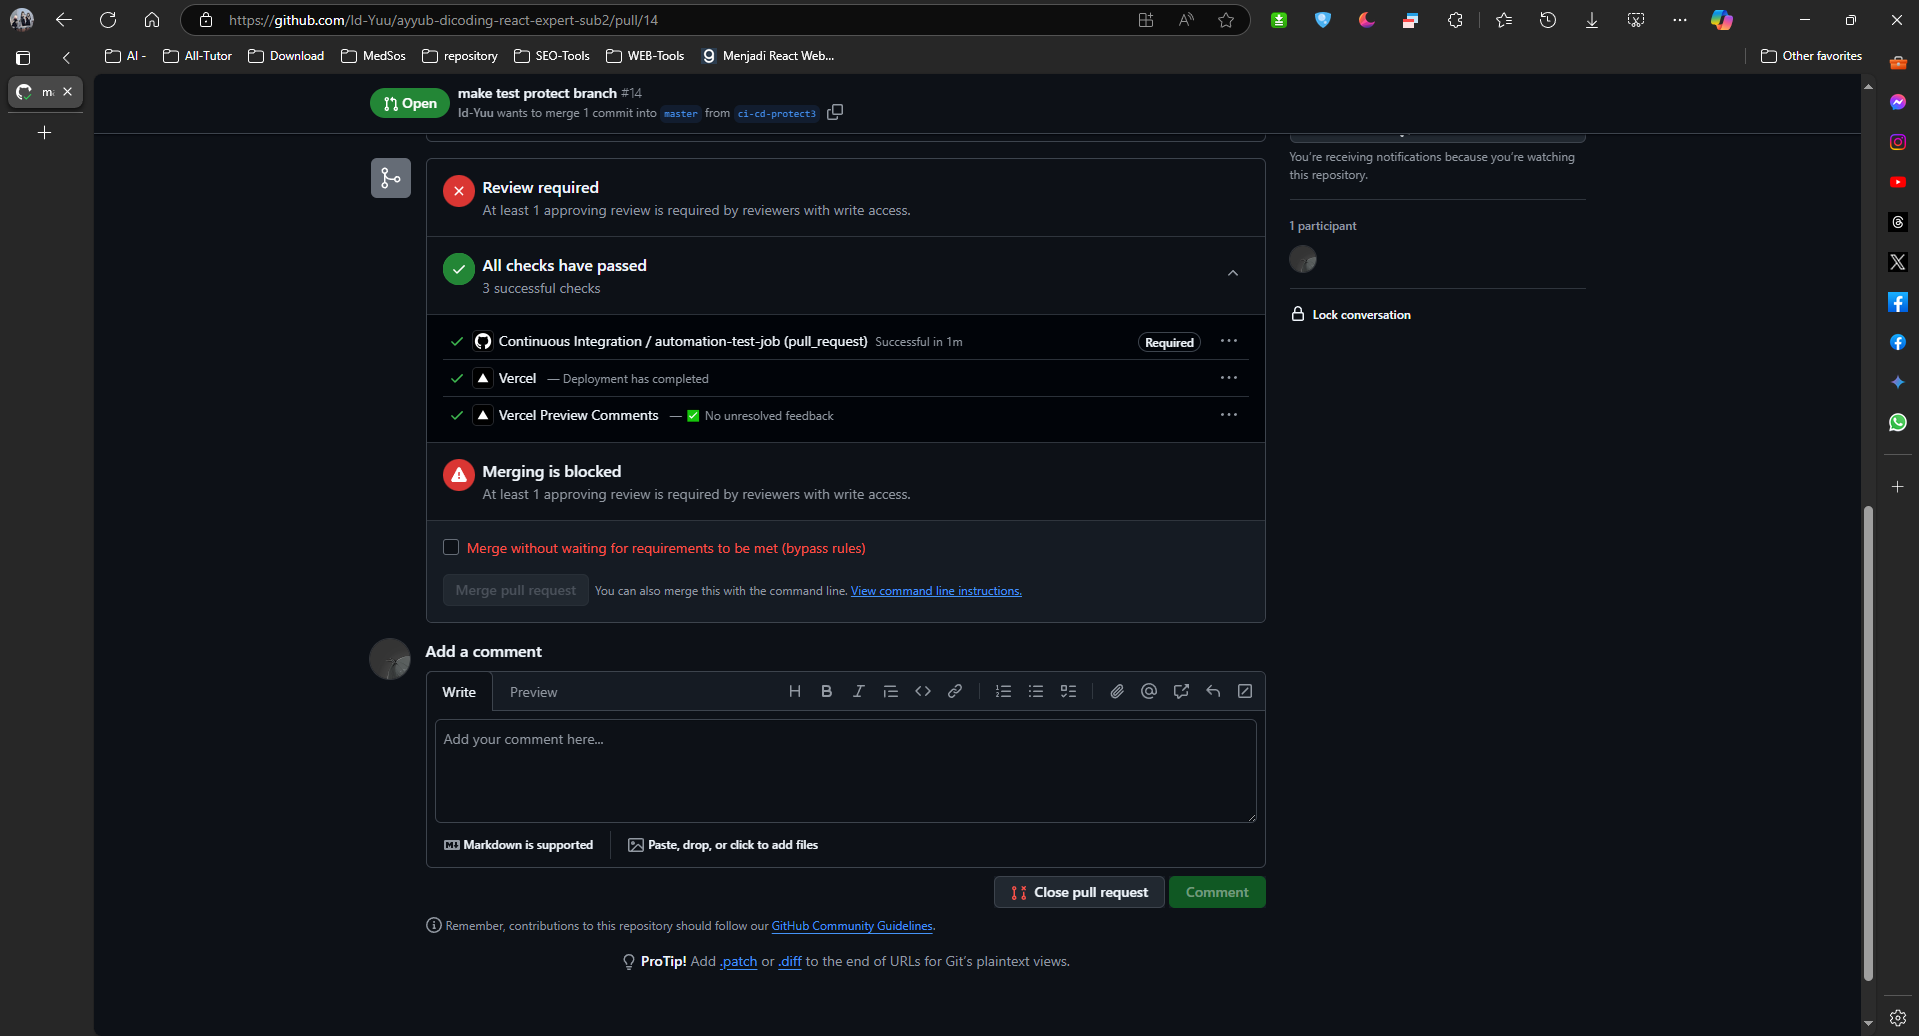 https://github.com/Id-Yuu/ayyub-dicoding-react-expert-sub2/pull/14
AI -
All-Tutor
Download
MedSos
repository
SEO-Tools
WEB-Tools
Menjadi React Web...
Other favorites
Open
make test protect branch #14
Id-Yuu wants to merge 1 commit into master from ci-cd-protect3
You're receiving notifications because you're watching
this repository.
1 participant
Lock conversation
Review required
At least 1 approving review is required by reviewers with write access.
All checks have passed
3 successful checks
Continuous Integration / automation-test-job (pull_request) Successful in 1m
Required
Vercel — Deployment has completed
Vercel Preview Comments — ✅ No unresolved feedback
Merging is blocked
At least 1 approving review is required by reviewers with write access.
Merge without waiting for requirements to be met (bypass rules)
Merge pull request
You can also merge this with the command line. View command line instructions.
Add a comment
Write
Preview
Add your comment here...
Markdown is supported
Paste, drop, or click to add files
Close pull request
Comment
Remember, contributions to this repository should follow our GitHub Community Guidelines.
ProTip! Add .patch or .diff to the end of URLs for Git's plaintext views.